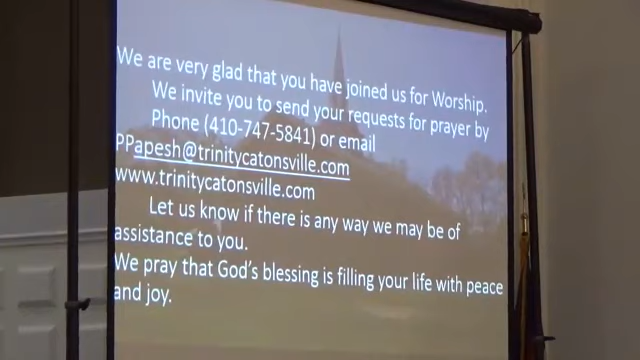 We are very glad that you have joined us for Worship.
We invite you to send your requests for prayer by
Phone (410-747-5841) or email
PPapesh@trinitycatonsville.com
www.trinitycatonsville.com
Let us know if there is any way we may be of
assistance to you.
We pray that God's blessing is filling your life with peace
and joy.